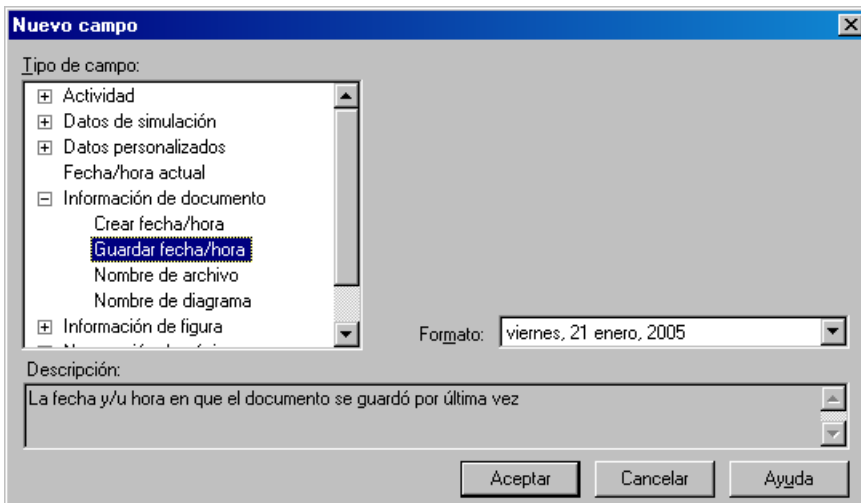 Nuevo campo
Tipo de campo:
Actividad
Datos de simulación
Datos personalizados
Fecha/hora actual
Información de documento
Crear fecha/hora
Guardar fecha/hora
Nombre de archivo
Nombre de diagrama
Información de figura
Formato: viernes, 21 enero, 2005
Descripción:
La fecha y/u hora en que el documento se guardó por última vez
Aceptar Cancelar Ayuda